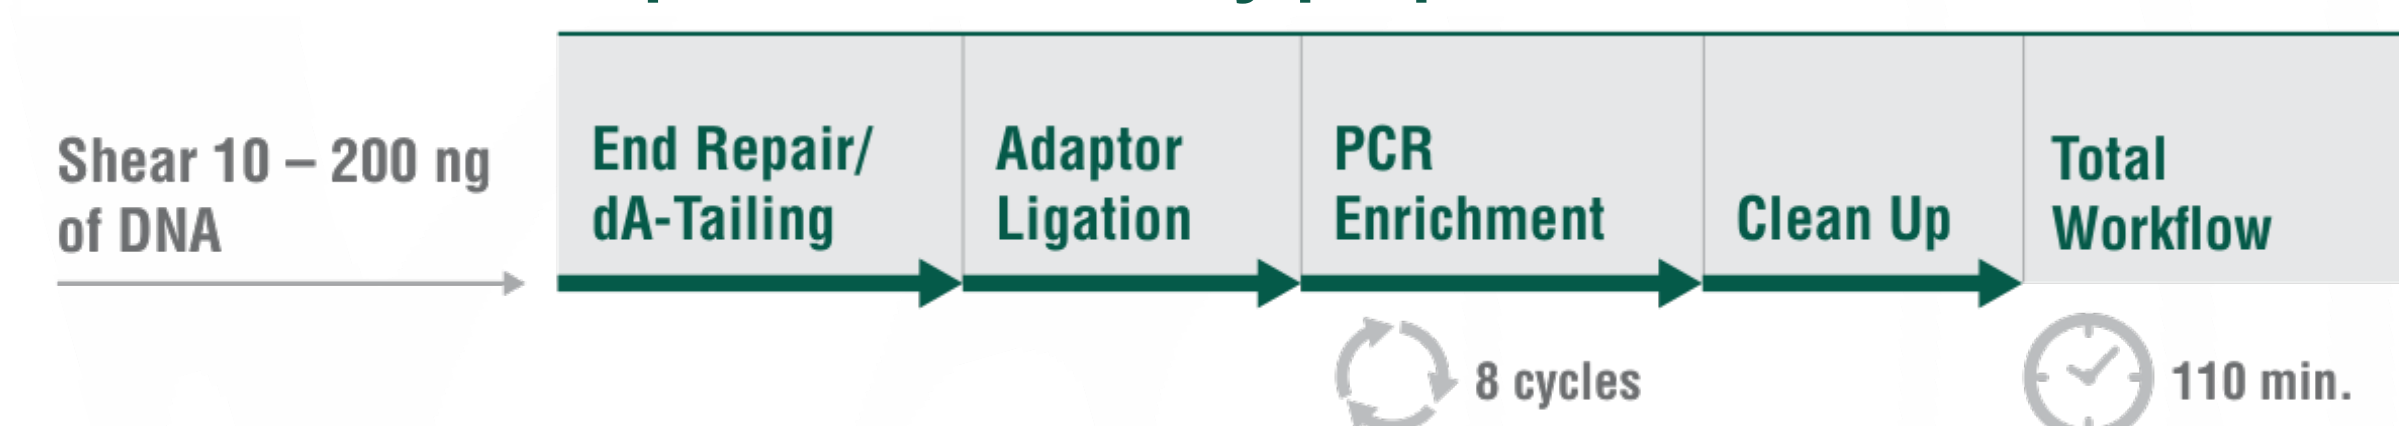 Shear 10 – 200 ng
of DNA
End Repair/
dA-Tailing
Adaptor
Ligation
PCR
Enrichment
Clean Up
Total
Workflow
8 cycles
110 min.